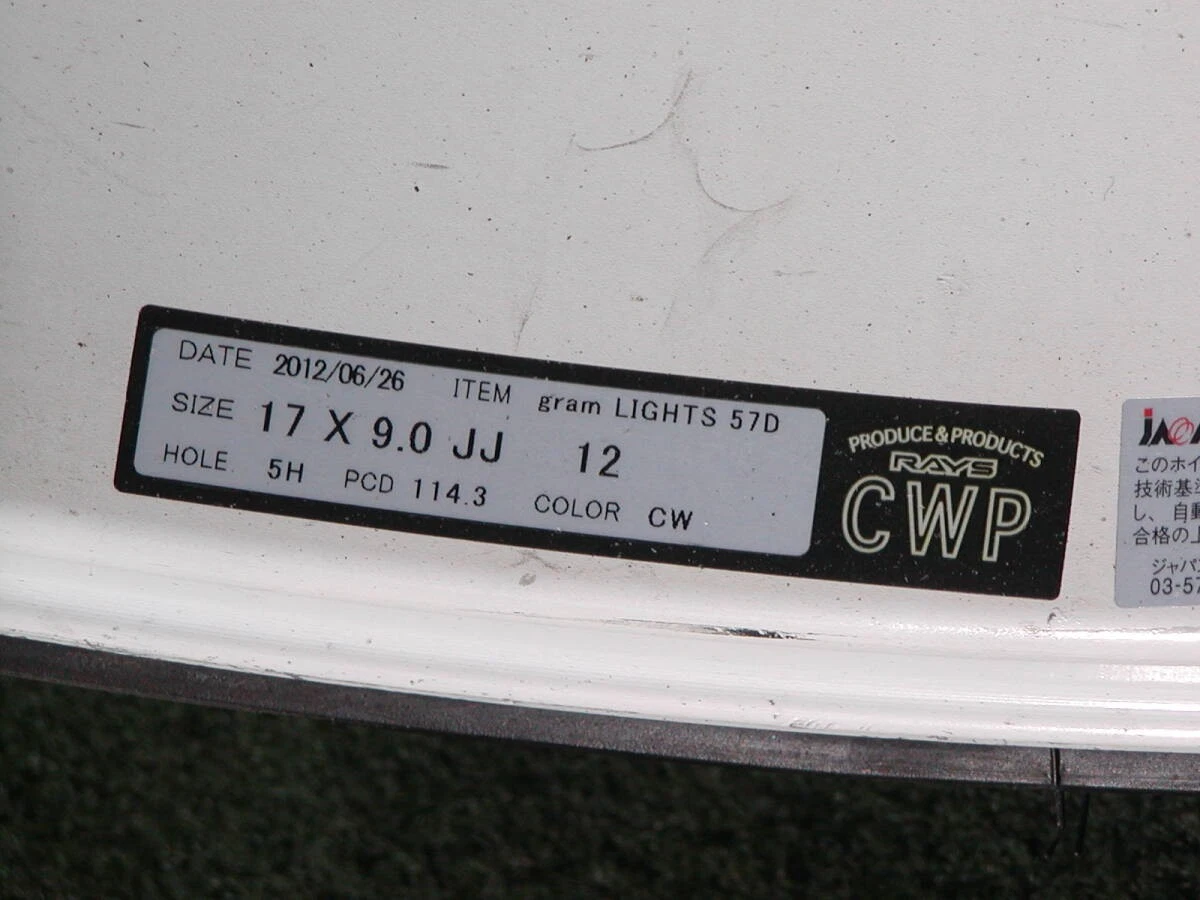 DATE 2012/06/26 ITEM gram LIGHTS 57D
SIZE 17 X 9.0 JJ 12
HOLE 5H PCD 114.3 COLOR CW
PRODUCE & PRODUCTS
RAYS
CWP
このホイ
技術基
し、自動
合格の上
ジャパ
03-57